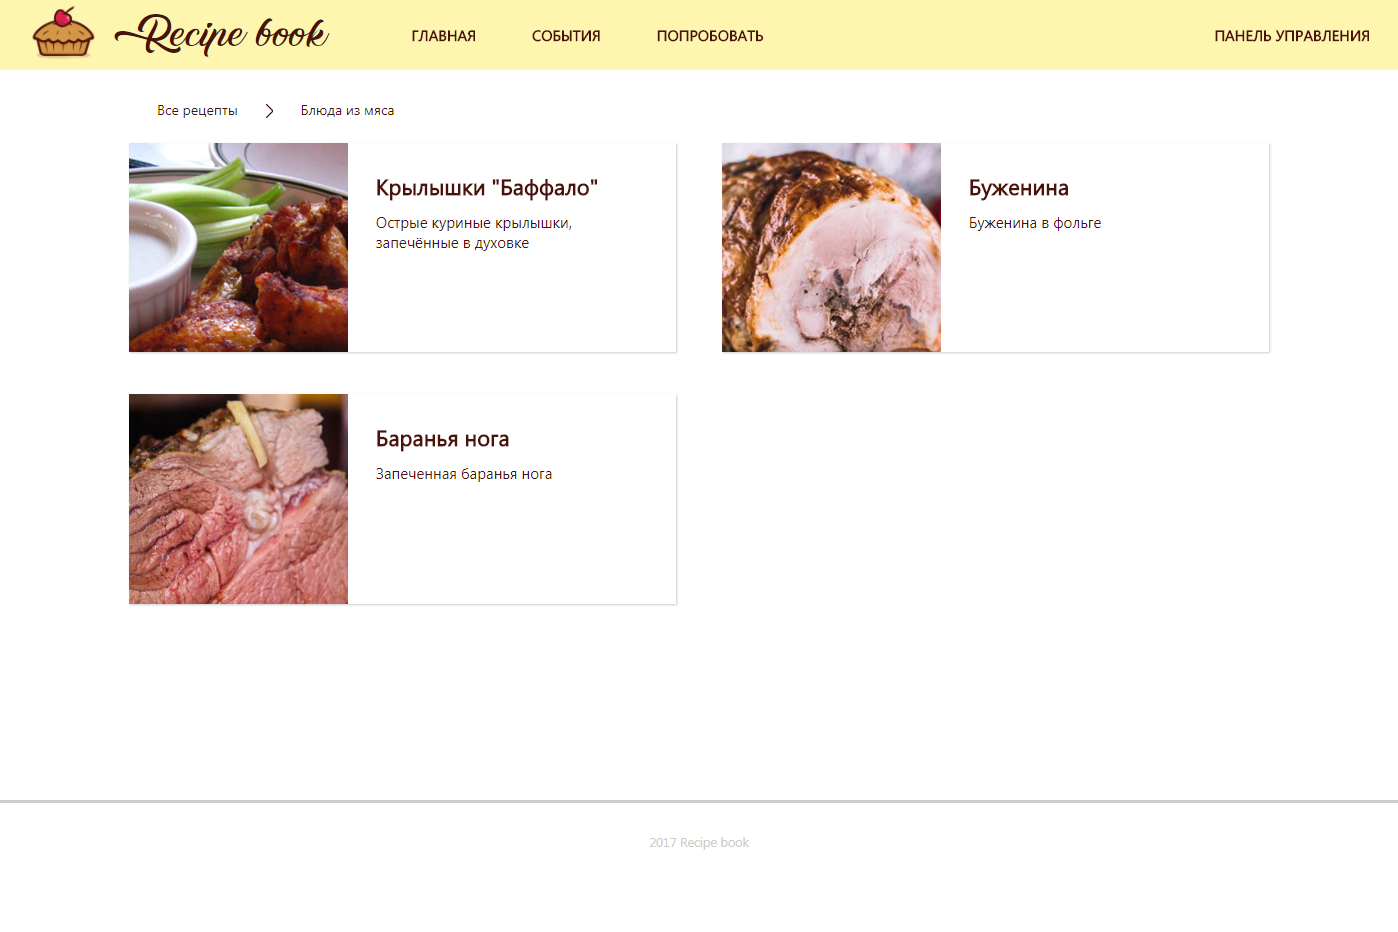 Recipe book
ГЛАВНАЯ
СОБЫТИЯ
ПОПРОБОВАТЬ
ПАНЕЛЬ УПРАВЛЕНИЯ
Все рецепты
Блюда из мяса
Крылышки "Баффало"
Острые куриные крылышки,
запечённые в духовке
Буженина
Буженина в фольге
Баранья нога
Запеченная баранья нога
2017 Recipe book